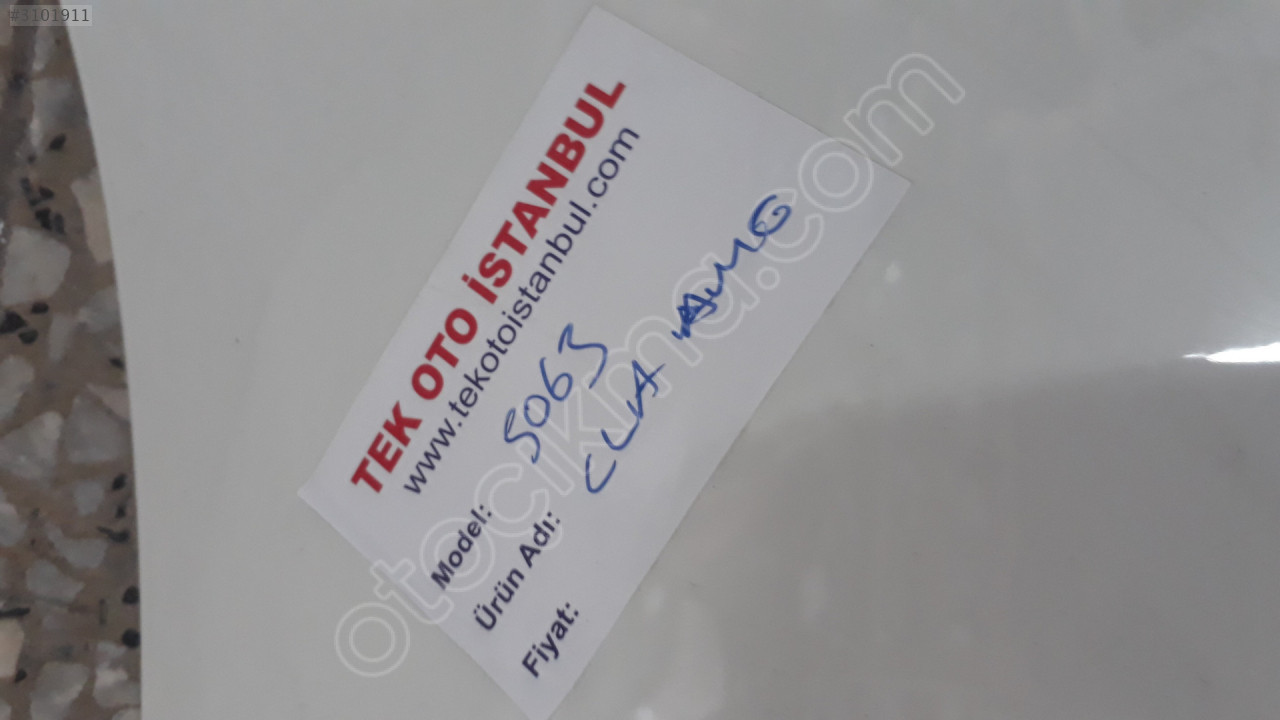 #3101911
TEK OTO İSTANBUL
www.tekotoistanbul.com
Model: 5063
Ürün Adı: CLA AMG
Fiyat:
otocikma.com